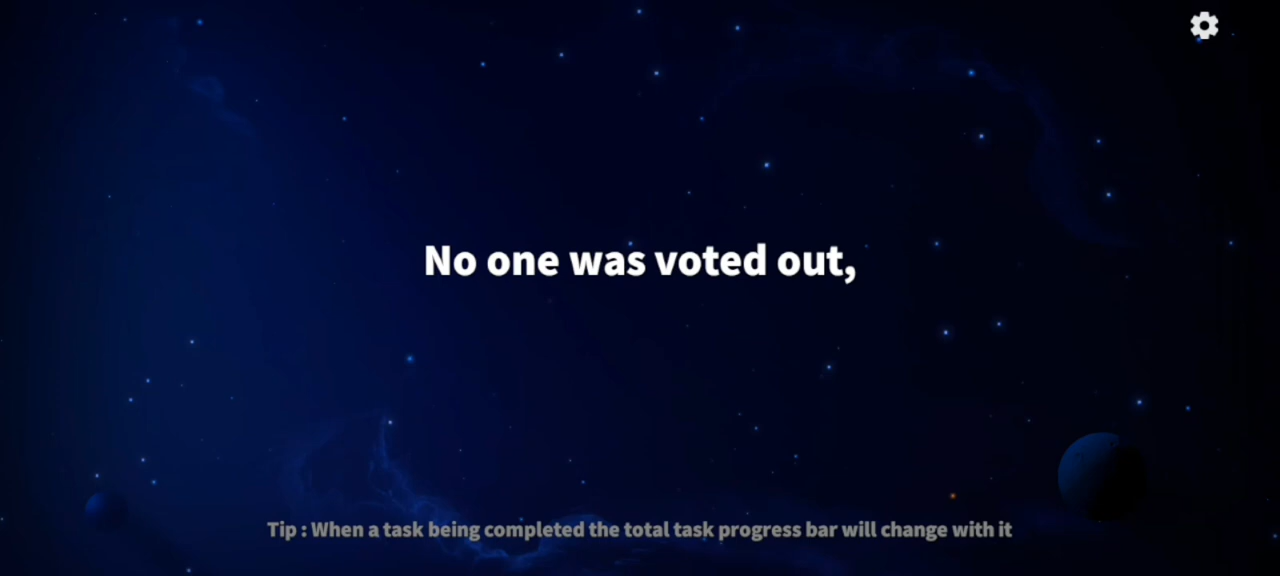 No one was voted out,
Tip : When a task being completed the total task progress bar will change with it